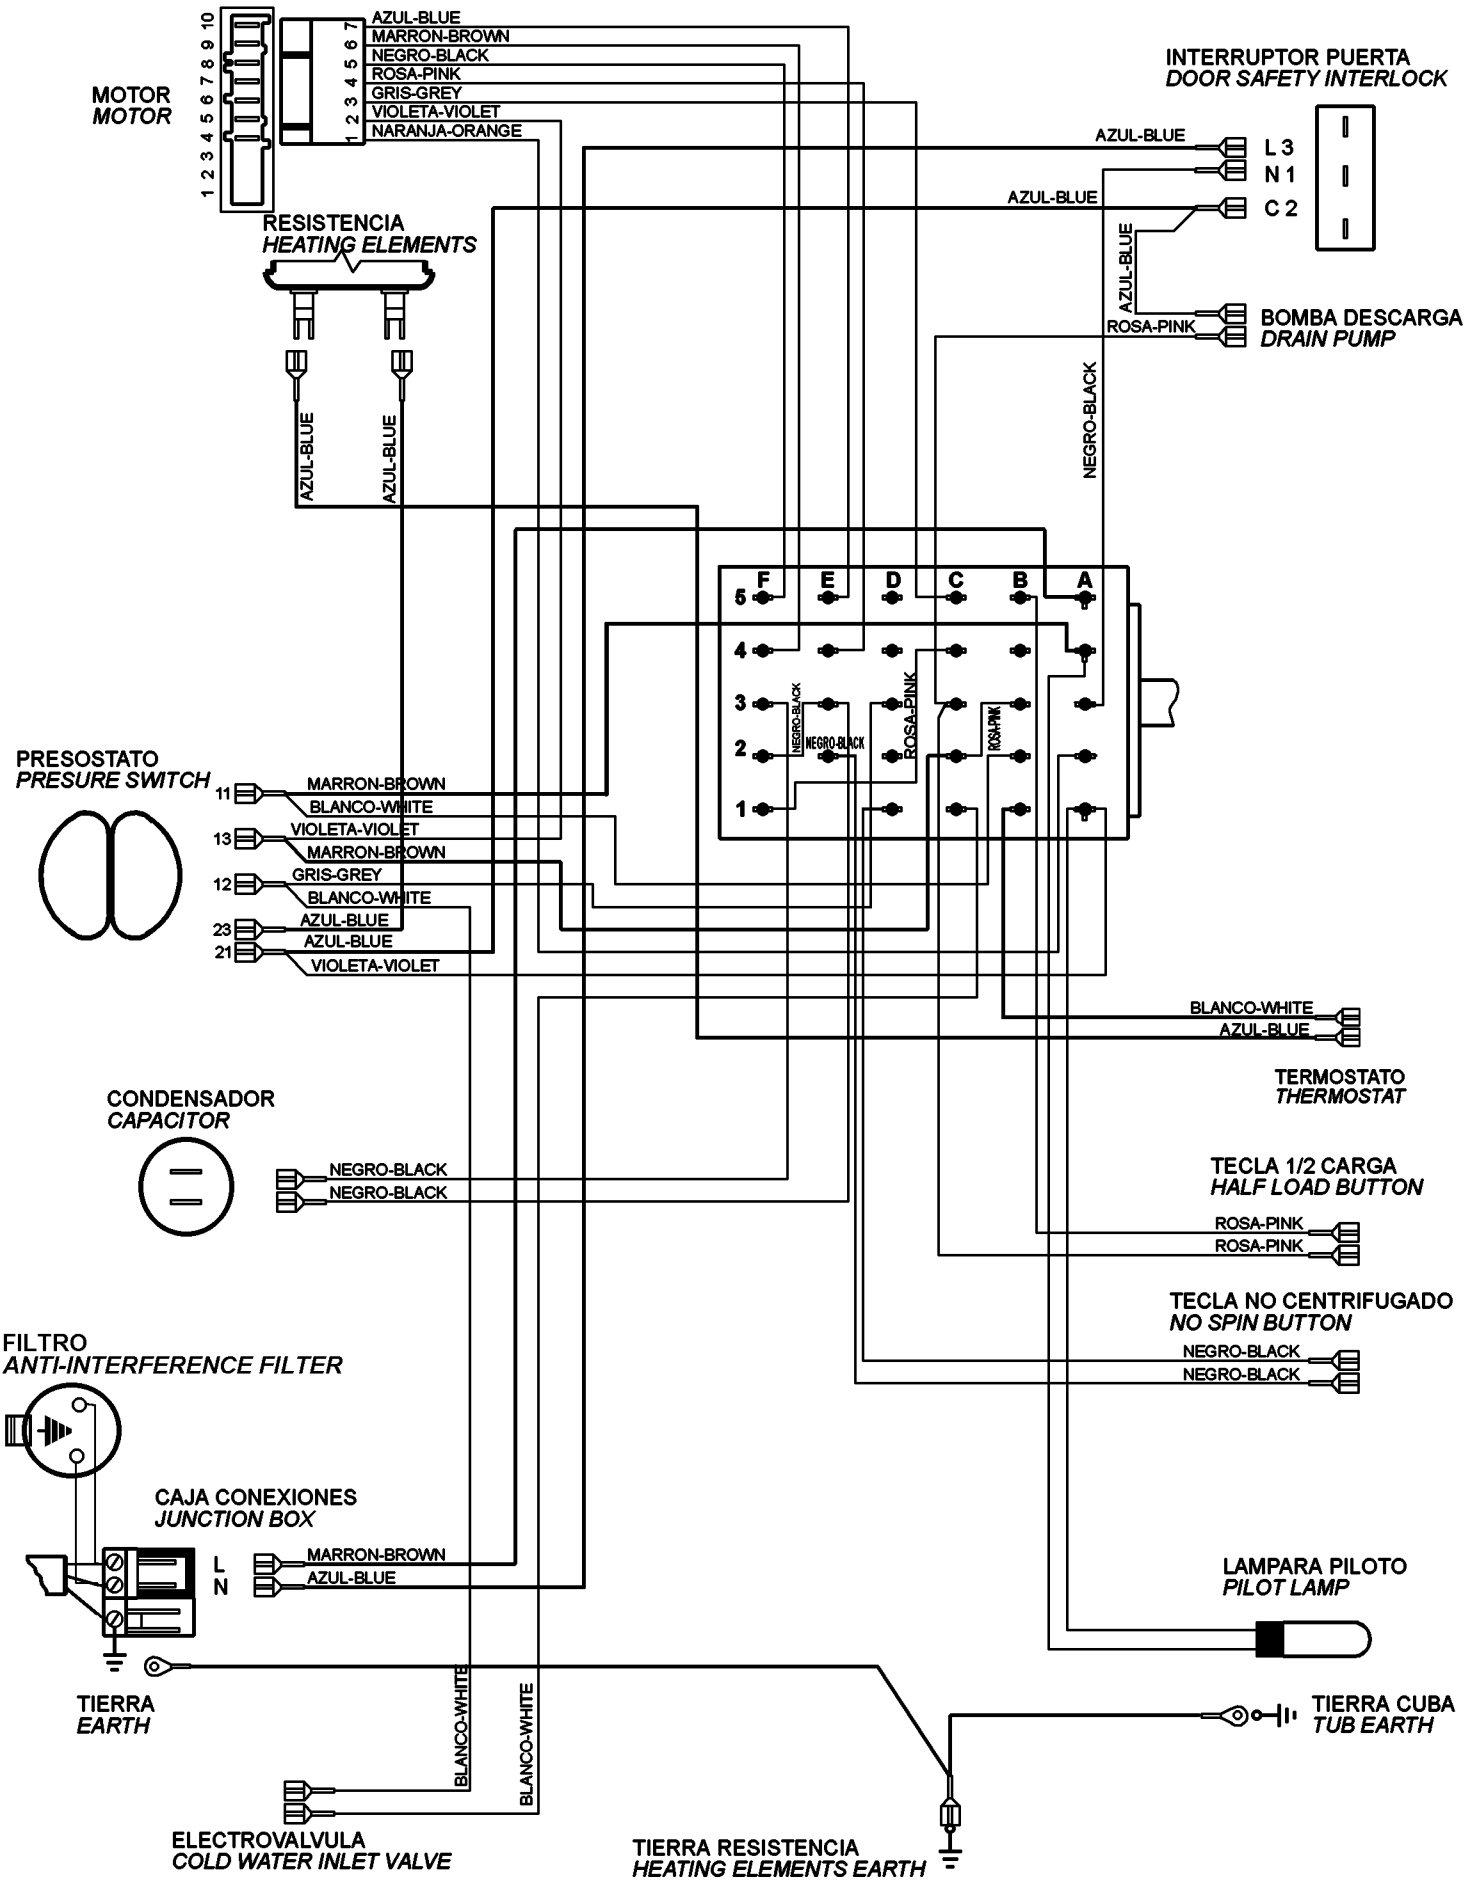 10
9
8
7
6
5
4
3
2
1
MOTOR
MOTOR
7
6
5
4
3
2
1
AZUL-BLUE
MARRON-BROWN
NEGRO-BLACK
ROSA-PINK
GRIS-GREY
VIOLETA-VIOLET
NARANJA-ORANGE
INTERRUPTOR PUERTA
DOOR SAFETY INTERLOCK
AZUL-BLUE
L 3
N 1
AZUL-BLUE
C 2
AZUL-BLUE
ROSA-PINK
BOMBA DESCARGA
DRAIN PUMP
NEGRO-BLACK
RESISTENCIA
HEATING ELEMENTS
AZUL-BLUE
AZUL-BLUE
F E D C B A
5
4
3
2
1
NEGRO-BLACK
NEGRO-BLACK
ROSA-PINK
ROSA-PINK
PRESOSTATO
PRESURE SWITCH
11
MARRON-BROWN
BLANCO-WHITE
13
VIOLETA-VIOLET
MARRON-BROWN
12
GRIS-GREY
BLANCO-WHITE
23
AZUL-BLUE
21
AZUL-BLUE
VIOLETA-VIOLET
BLANCO-WHITE
AZUL-BLUE
TERMOSTATO
THERMOSTAT
CONDENSADOR
CAPACITOR
NEGRO-BLACK
NEGRO-BLACK
TECLA 1/2 CARGA
HALF LOAD BUTTON
ROSA-PINK
ROSA-PINK
TECLA NO CENTRIFUGADO
NO SPIN BUTTON
NEGRO-BLACK
NEGRO-BLACK
FILTRO
ANTI-INTERFERENCE FILTER
CAJA CONEXIONES
JUNCTION BOX
L
N
MARRON-BROWN
AZUL-BLUE
LAMPARA PILOTO
PILOT LAMP
TIERRA
EARTH
BLANCO-WHITE
BLANCO-WHITE
TIERRA CUBA
TUB EARTH
ELECTROVALVULA
COLD WATER INLET VALVE
TIERRA RESISTENCIA
HEATING ELEMENTS EARTH